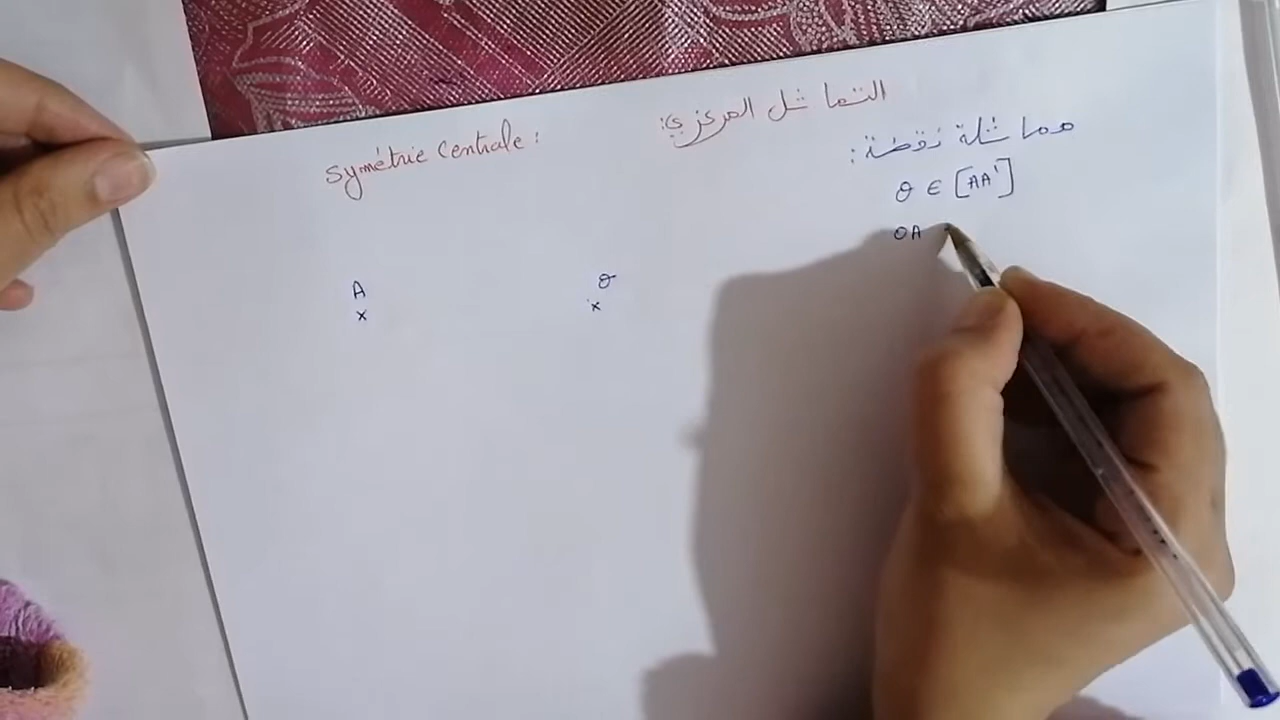 التماثل المركزي:
Symétrie Centrale :
مماثلة نقطة :
O ∈ [AA']
OA
A
O